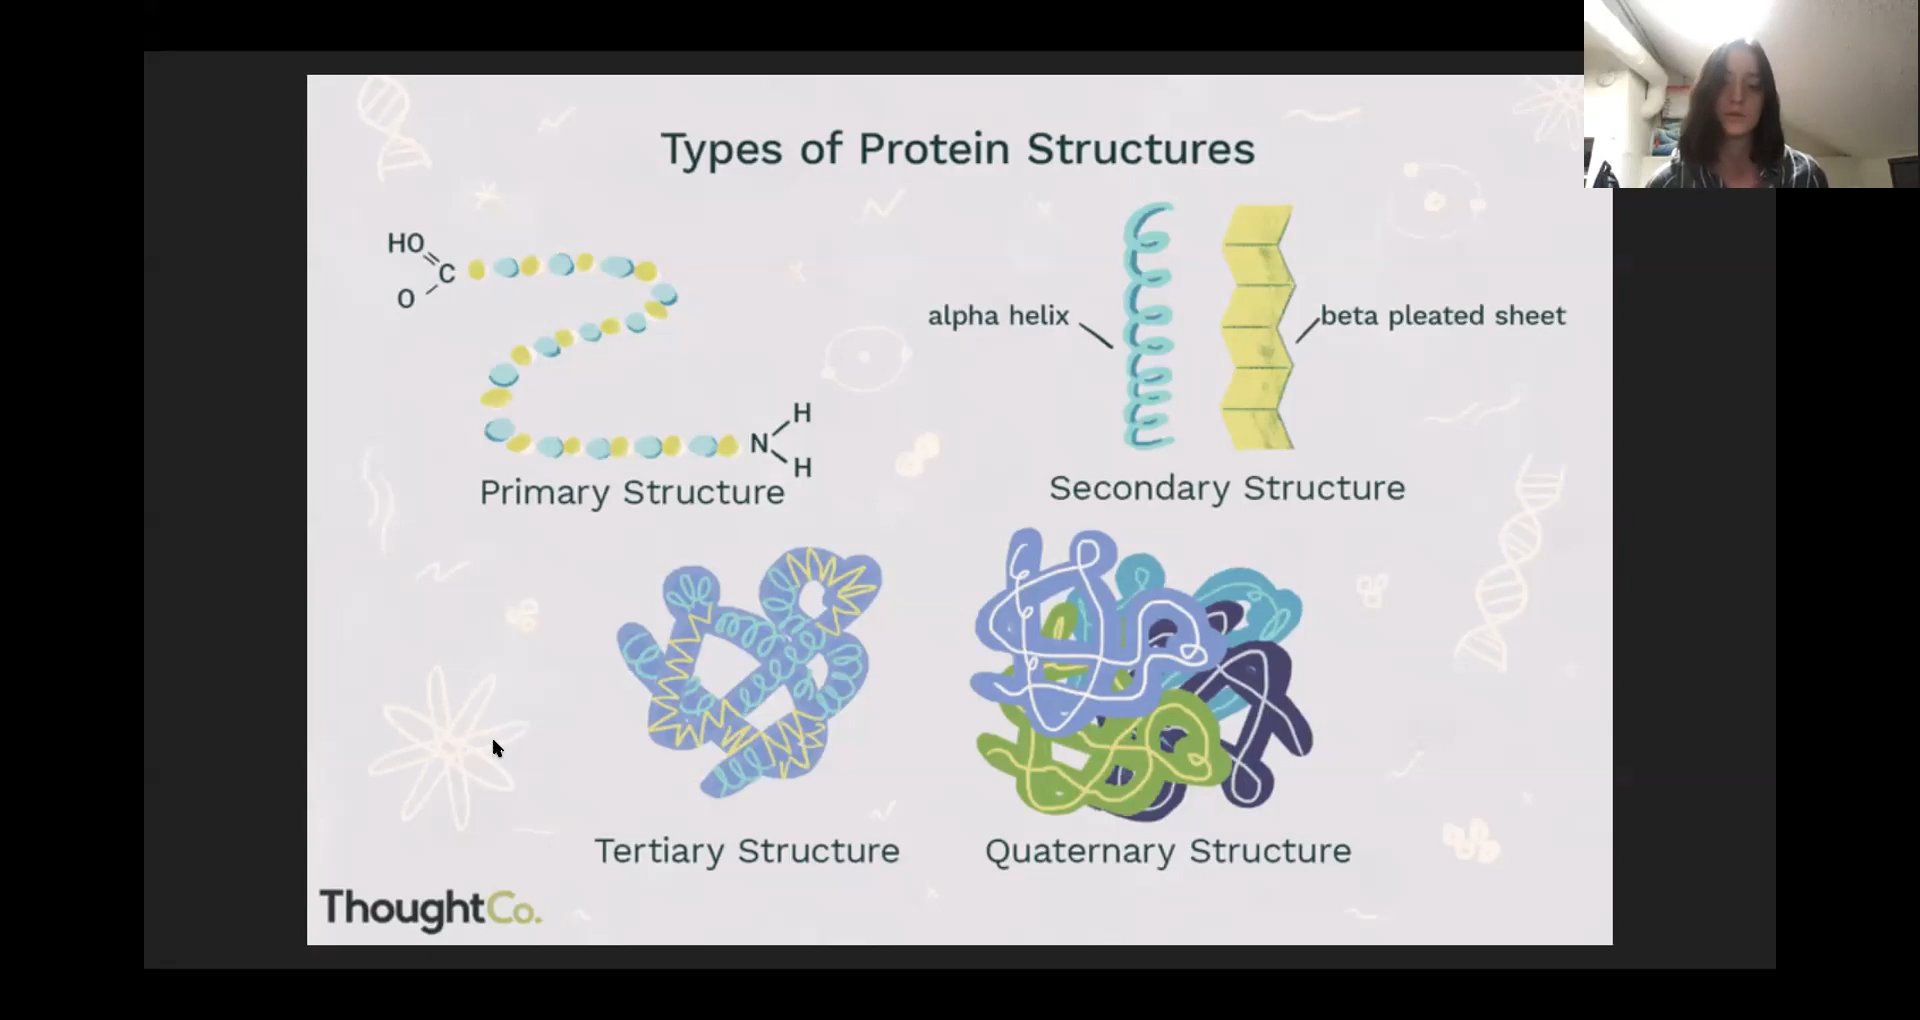 Types of Protein Structures
HO
C
O
N
H
H
Primary Structure
alpha helix
beta pleated sheet
Secondary Structure
Tertiary Structure
Quaternary Structure
ThoughtCo.